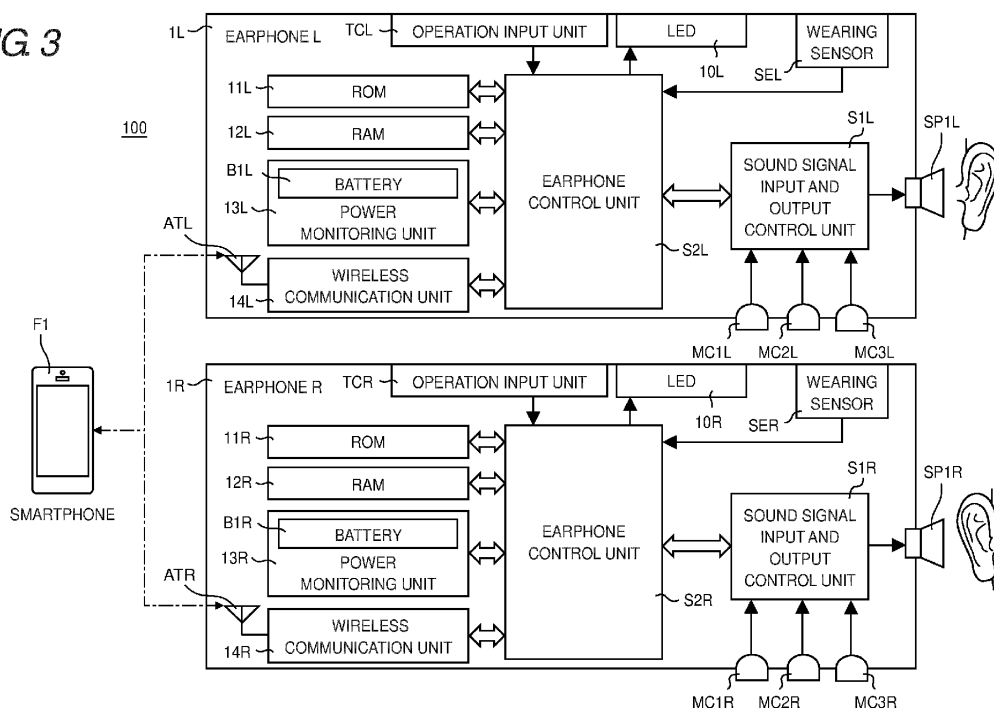 G. 3
100
F1
SMARTPHONE
1L
EARPHONE L
TCL
OPERATION INPUT UNIT
LED
10L
WEARING
SENSOR
SEL
11L
ROM
12L
RAM
B1L
BATTERY
13L
POWER
MONITORING UNIT
ATL
WIRELESS
COMMUNICATION UNIT
14L
EARPHONE
CONTROL UNIT
S2L
S1L
SOUND SIGNAL
INPUT AND
OUTPUT
CONTROL UNIT
SP1L
MC1L
MC2L
MC3L
1R
EARPHONE R
TCR
OPERATION INPUT UNIT
LED
10R
WEARING
SENSOR
SER
11R
ROM
12R
RAM
B1R
BATTERY
13R
POWER
MONITORING UNIT
ATR
WIRELESS
COMMUNICATION UNIT
14R
EARPHONE
CONTROL UNIT
S2R
S1R
SOUND SIGNAL
INPUT AND
OUTPUT
CONTROL UNIT
SP1R
MC1R
MC2R
MC3R